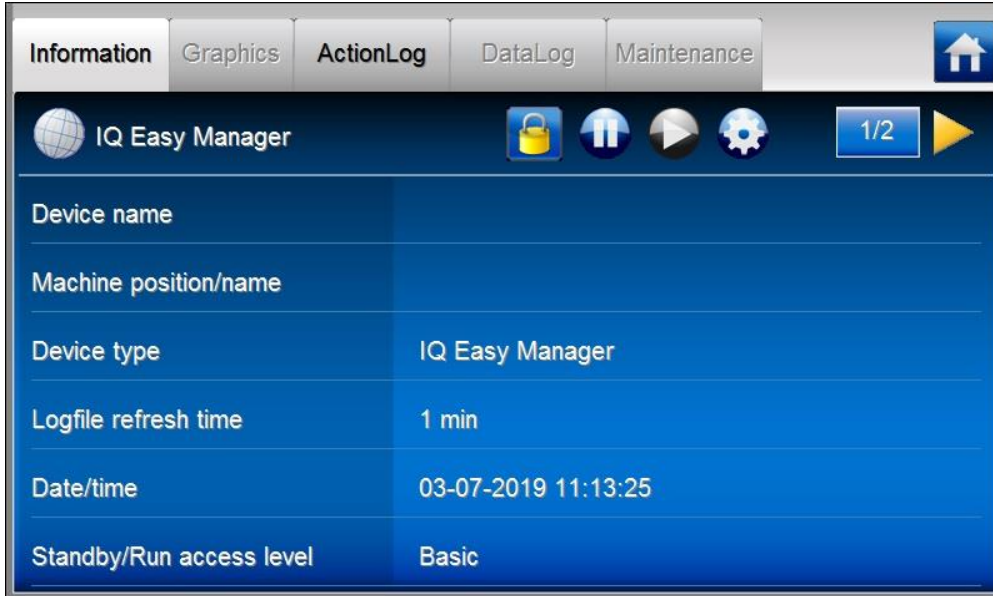 Information Graphics ActionLog DataLog Maintenance
IQ Easy Manager 1/2
Device name
Machine position/name
Device type IQ Easy Manager
Logfile refresh time 1 min
Date/time 03-07-2019 11:13:25
Standby/Run access level Basic